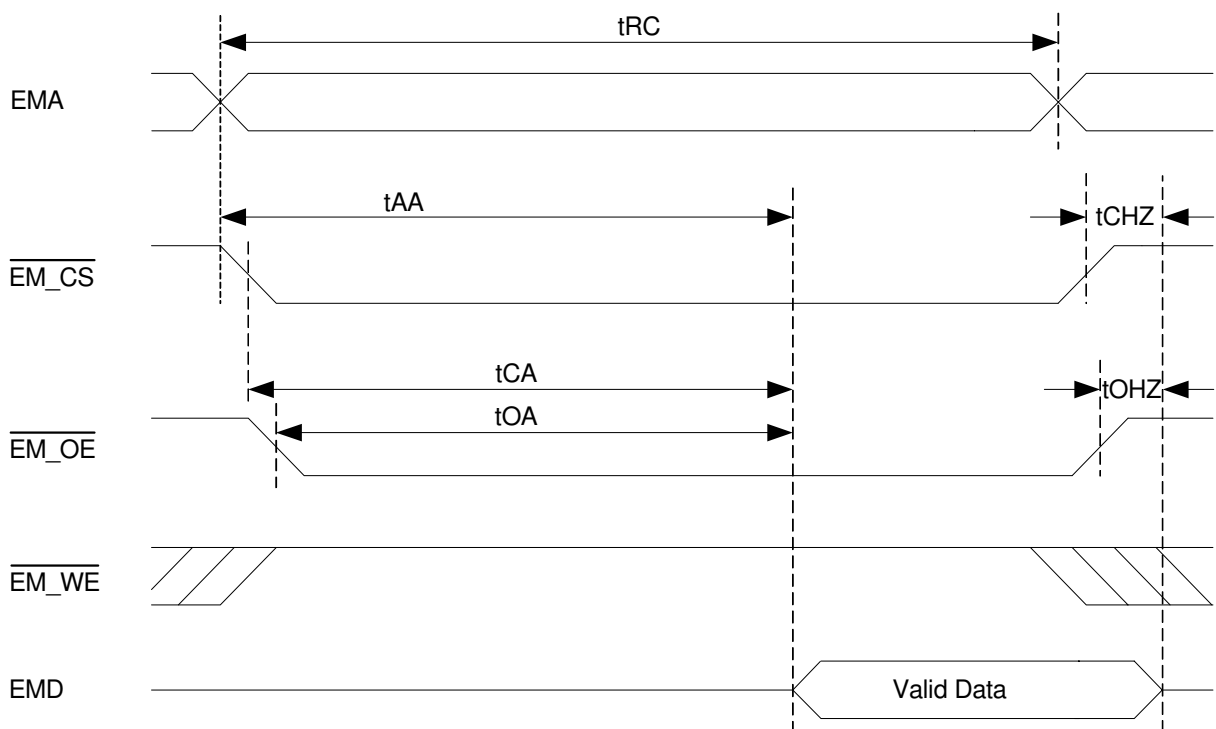 tRC
EMA
tAA
tCHZ
EM_CS
tCA
tOHZ
tOA
EM_OE
EM_WE
EMD
Valid Data